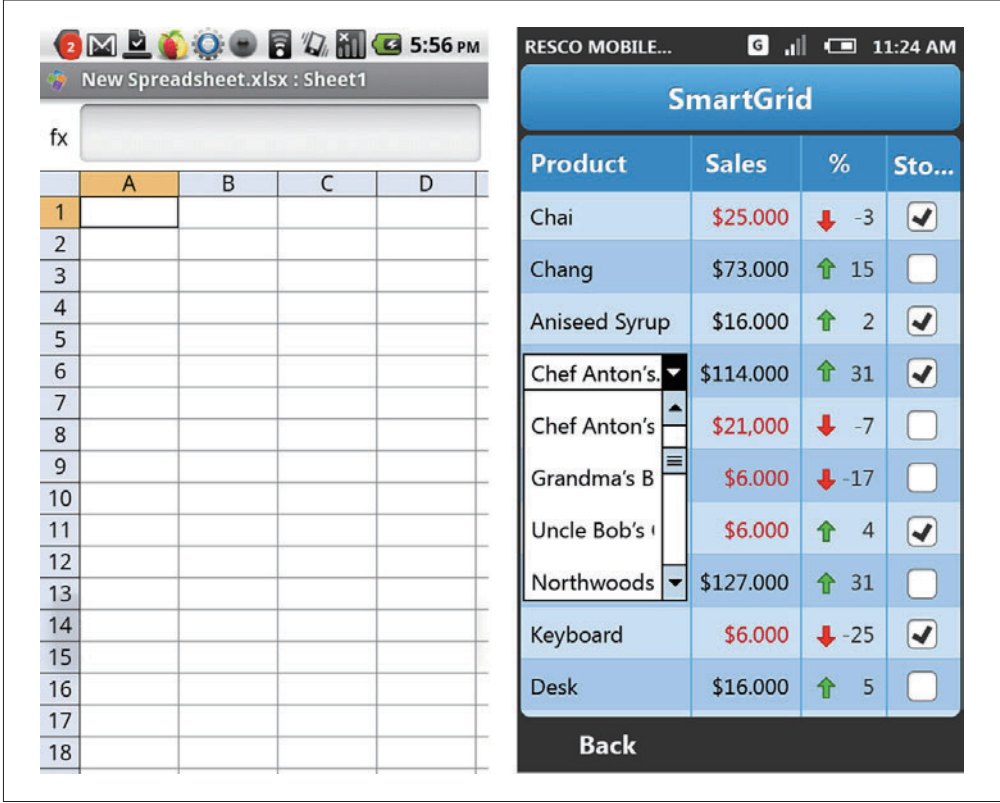 2 5:56 PM
New Spreadsheet.xlsx : Sheet1
fx
A B C D
1
2
3
4
5
6
7
8
9
10
11
12
13
14
15
16
17
18
RESCO MOBILE... G 11:24 AM
SmartGrid
Product Sales % Sto...
Chai $25.000 -3
Chang $73.000 15
Aniseed Syrup $16.000 2
Chef Anton's. $114.000 31
Chef Anton's $21,000 -7
Grandma's B $6.000 -17
Uncle Bob's $6.000 4
Northwoods $127.000 31
Keyboard $6.000 -25
Desk $16.000 5
Back